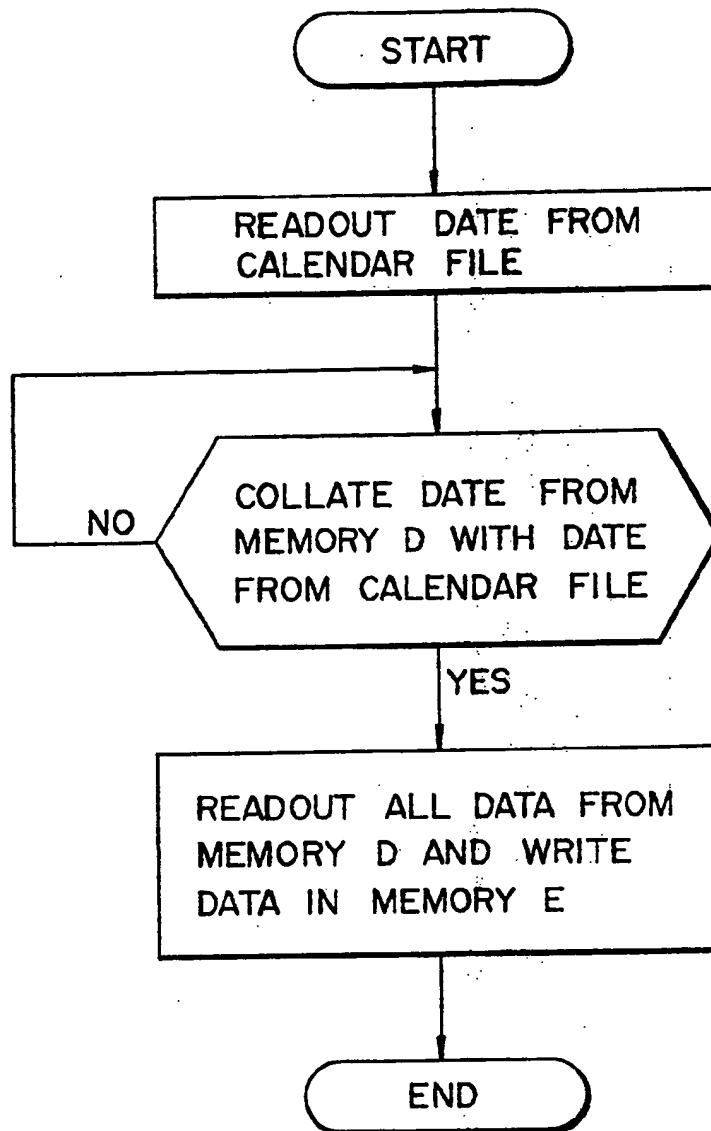 START
READOUT DATE FROM
CALENDAR FILE
COLLATE DATE FROM
MEMORY D WITH DATE
FROM CALENDAR FILE
NO
YES
READOUT ALL DATA FROM
MEMORY D AND WRITE
DATA IN MEMORY E
END